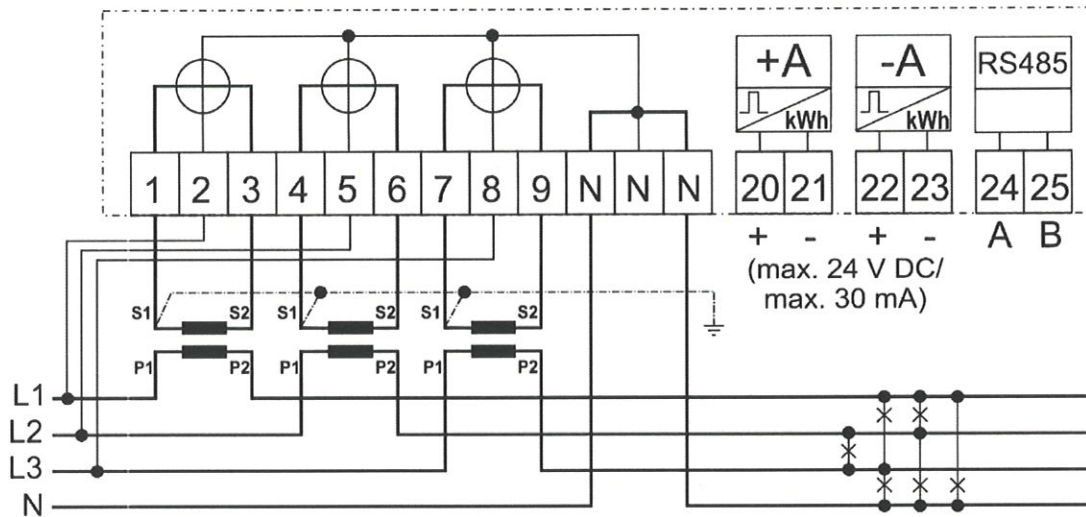 +A -A RS485
kWh kWh
1 2 3 4 5 6 7 8 9 N N N 20 21 22 23 24 25
+ - + - A B
(max. 24 V DC/
max. 30 mA)
S1 S2 S1 S2 S1 S2
P1 P2 P1 P2 P1 P2
L1
L2
L3
N